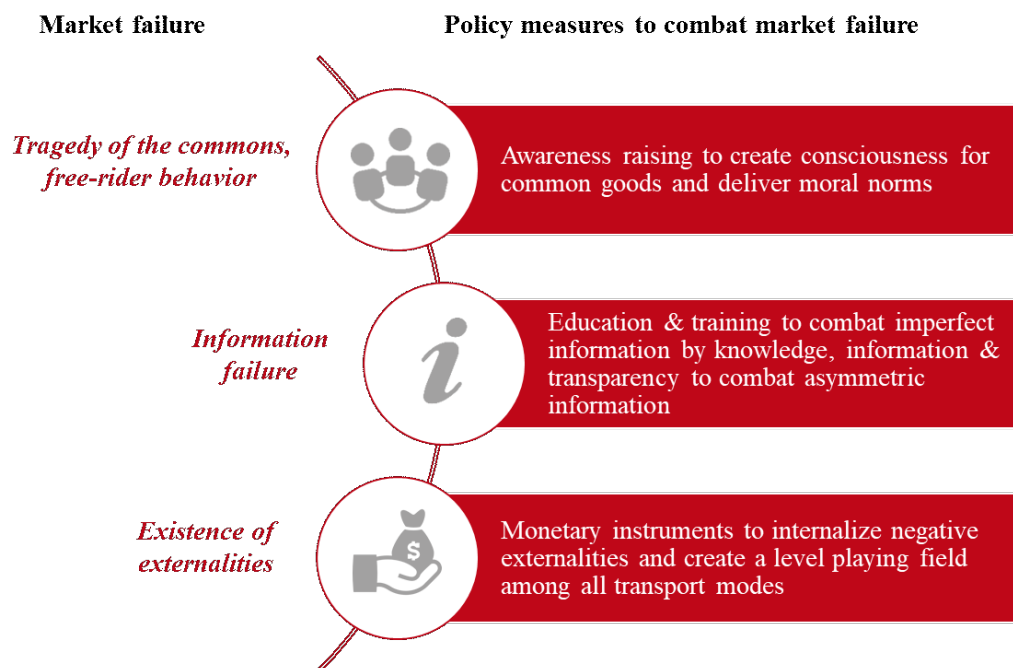 Market failure
Policy measures to combat market failure
Tragedy of the commons,
free-rider behavior
Awareness raising to create consciousness for
common goods and deliver moral norms
Information
failure
i
Education & training to combat imperfect
information by knowledge, information &
transparency to combat asymmetric
information
Existence of
externalities
$
Monetary instruments to internalize negative
externalities and create a level playing field
among all transport modes